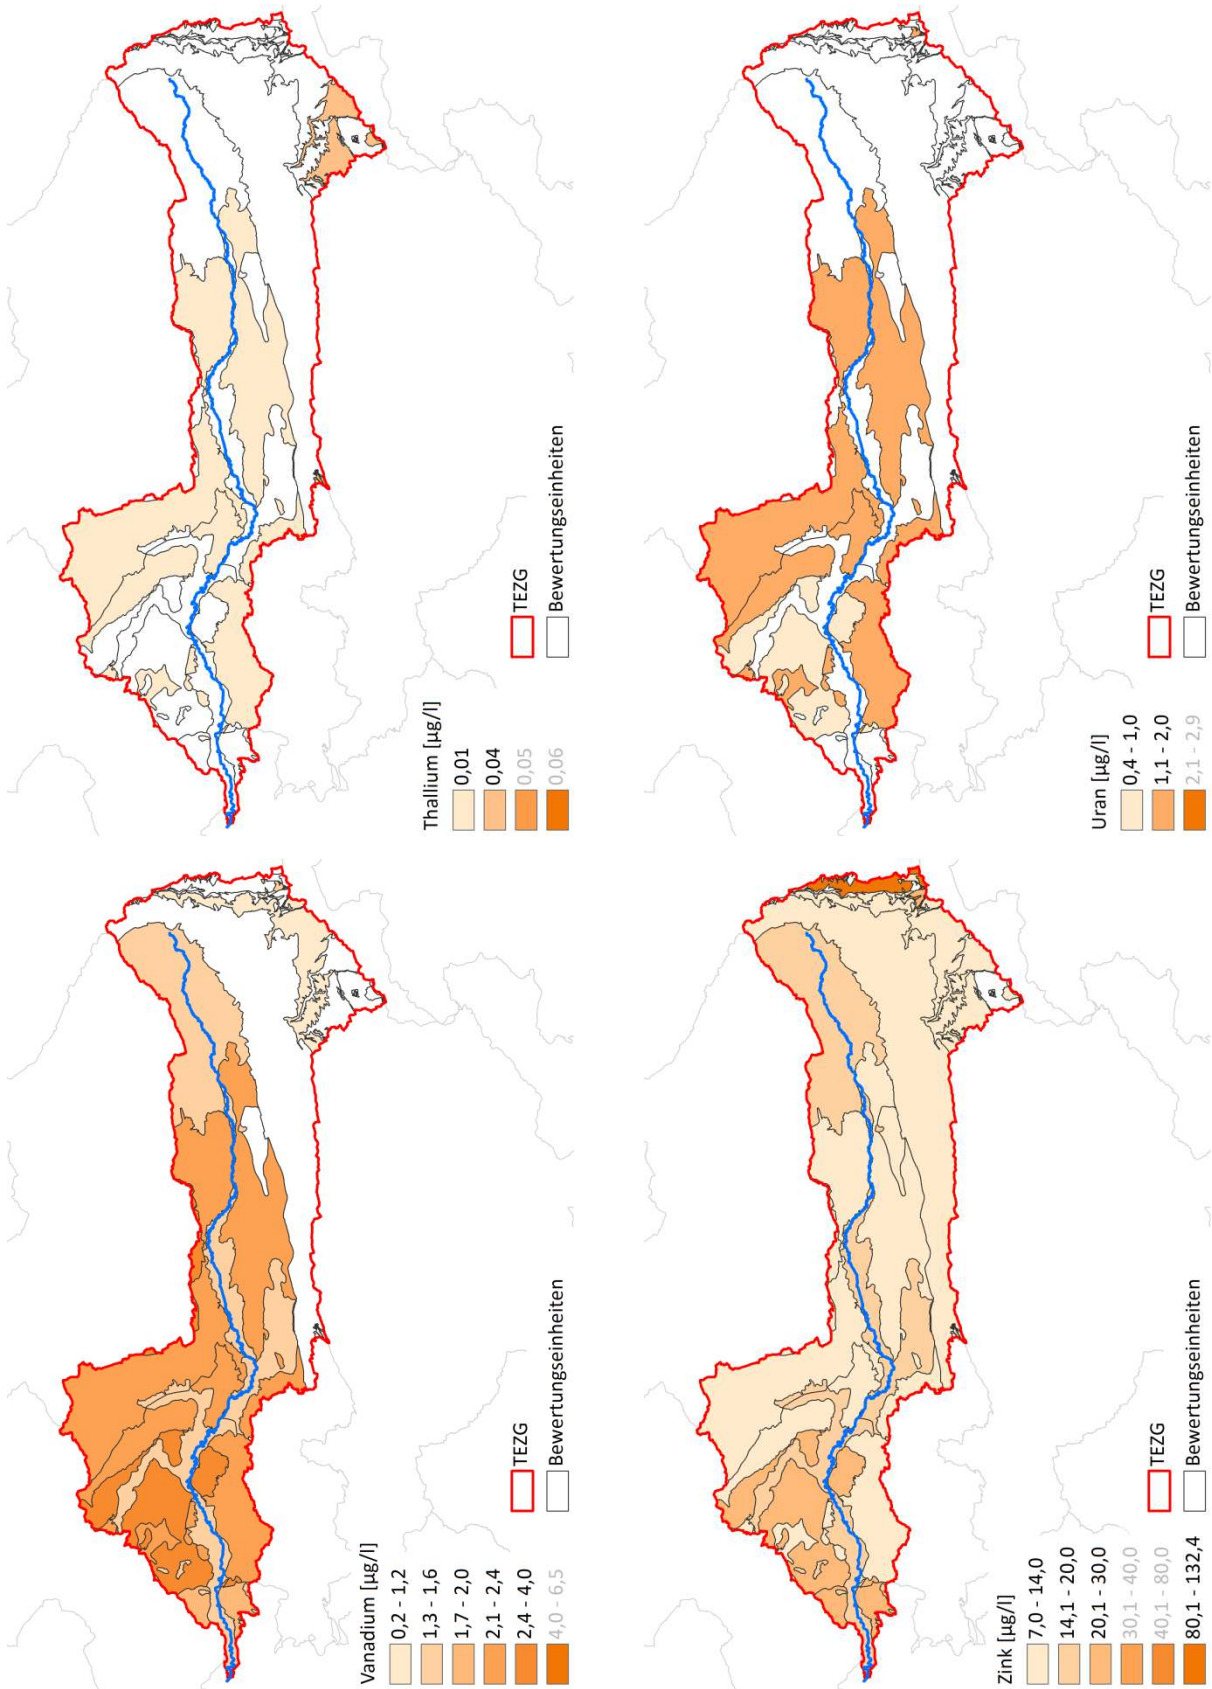 Thallium [µg/l]
0,01
0,04
0,05
0,06
TEZG
Bewertungseinheiten
Uran [µg/l]
0,4 - 1,0
1,1 - 2,0
2,1 - 2,9
TEZG
Bewertungseinheiten
Vanadium [µg/l]
0,2 - 1,2
1,3 - 1,6
1,7 - 2,0
2,1 - 2,4
2,4 - 4,0
4,0 - 6,5
TEZG
Bewertungseinheiten
Zink [µg/l]
7,0 - 14,0
14,1 - 20,0
20,1 - 30,0
30,1 - 40,0
40,1 - 80,0
80,1 - 132,4
TEZG
Bewertungseinheiten